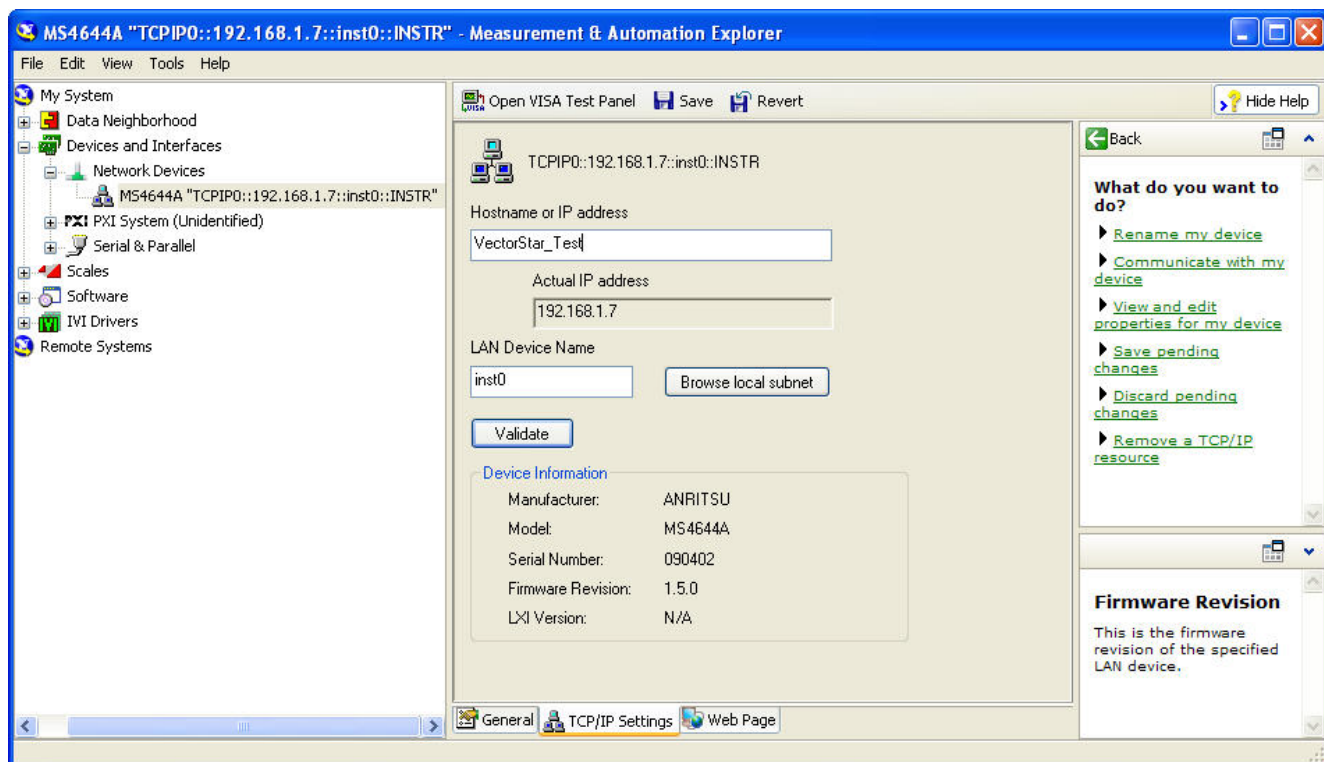 MS4644A "TCPIP0::192.168.1.7::inst0::INSTR" - Measurement & Automation Explorer
File Edit View Tools Help
My System
Data Neighborhood
Devices and Interfaces
Network Devices
MS4644A "TCPIP0::192.168.1.7::inst0::INSTR"
PXI PXI System (Unidentified)
Serial & Parallel
Scales
Software
IVI IVI Drivers
Remote Systems
VISA Open VISA Test Panel Save Revert
Hide Help
TCPIP0::192.168.1.7::inst0::INSTR
Hostname or IP address
VectorStar_Test
Actual IP address
192.168.1.7
LAN Device Name
inst0
Browse local subnet
Validate
Device Information
Manufacturer: ANRITSU
Model: MS4644A
Serial Number: 090402
Firmware Revision: 1.5.0
LXI Version: N/A
General TCP/IP Settings Web Page
Back
What do you want to
do?
Rename my device
Communicate with my
device
View and edit
properties for my device
Save pending
changes
Discard pending
changes
Remove a TCP/IP
resource
Firmware Revision
This is the firmware
revision of the specified
LAN device.